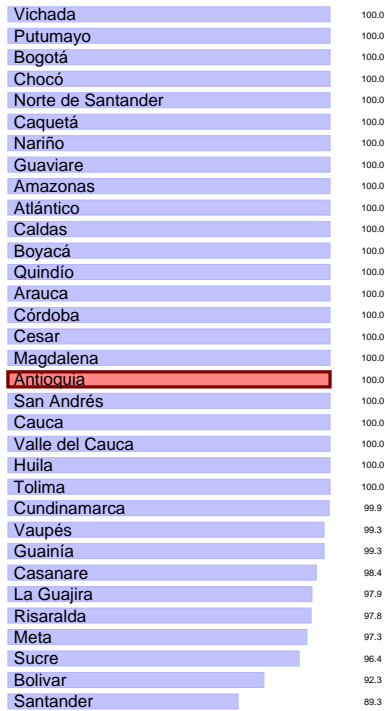 Vichada 100.0
Putumayo 100.0
Bogotá 100.0
Chocó 100.0
Norte de Santander 100.0
Caquetá 100.0
Nariño 100.0
Guaviare 100.0
Amazonas 100.0
Atlántico 100.0
Caldas 100.0
Boyacá 100.0
Quindío 100.0
Arauca 100.0
Córdoba 100.0
Cesar 100.0
Magdalena 100.0
Antioquia 100.0
San Andrés 100.0
Cauca 100.0
Valle del Cauca 100.0
Huila 100.0
Tolima 100.0
Cundinamarca 99.9
Vaupés 99.3
Guainía 99.3
Casanare 98.4
La Guajira 97.9
Risaralda 97.8
Meta 97.3
Sucre 96.4
Bolivar 92.3
Santander 89.3